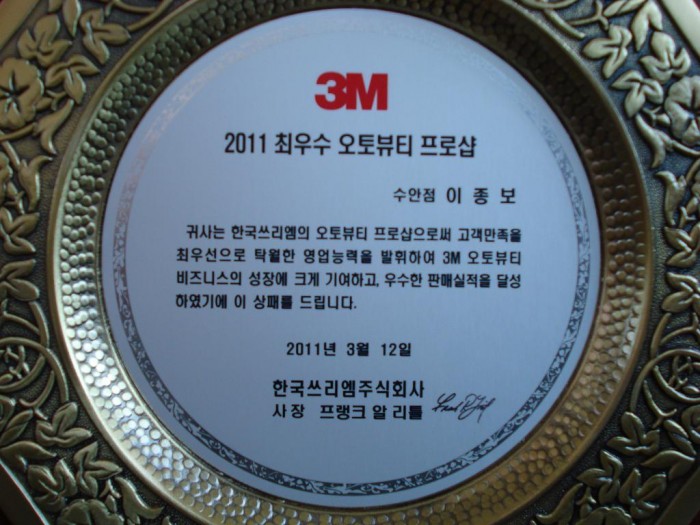 3M
2011 최우수 오토뷰티 프로샵
수안점 이 종 보
귀사는 한국쓰리엠의 오토뷰티 프로샵으로써 고객만족을
최우선으로 탁월한 영업능력을 발휘하여 3M 오토뷰티
비즈니스의 성장에 크게 기여하고, 우수한 판매실적을 달성
하였기에 이 상패를 드립니다.
2011년 3월 12일
한국쓰리엠주식회사
사장 프랭크 알 리틀